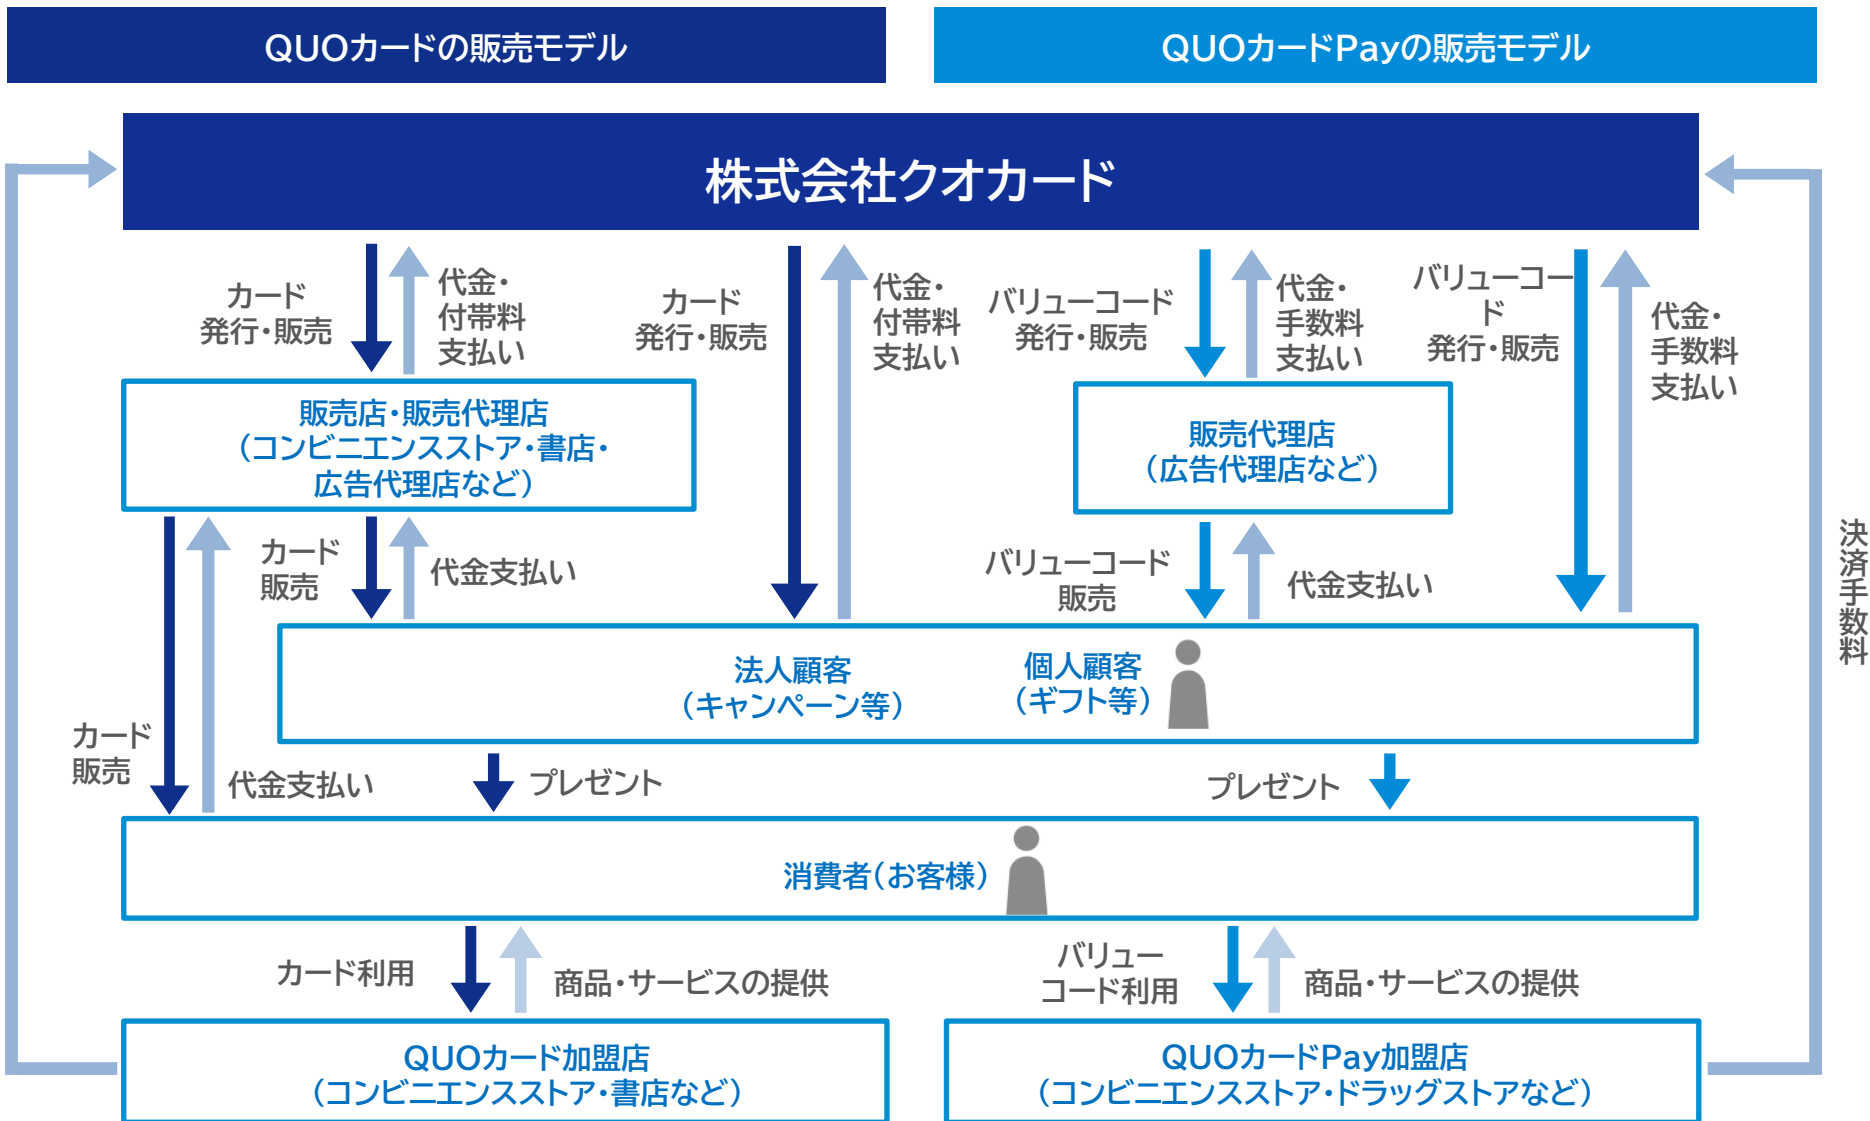 QUOカードの販売モデル
QUOカードPayの販売モデル
株式会社クオカード
カード
発行・販売
代金・
付帯料
支払い
カード
発行・販売
代金・
付帯料
支払い
バリューコード
発行・販売
代金・
手数料
支払い
バリューコー
ド
発行・販売
代金・
手数料
支払い
販売店・販売代理店
（コンビニエンスストア・書店・
広告代理店など）
販売代理店
（広告代理店など）
カード
販売
代金支払い
バリューコード
販売
代金支払い
決済手数料
法人顧客
（キャンペーン等）
個人顧客
（ギフト等）
カード
販売
代金支払い
プレゼント
プレゼント
消費者（お客様）
カード利用
商品・サービスの提供
バリュー
コード利用
商品・サービスの提供
QUOカード加盟店
（コンビニエンスストア・書店など）
QUOカードPay加盟店
（コンビニエンスストア・ドラッグストアなど）